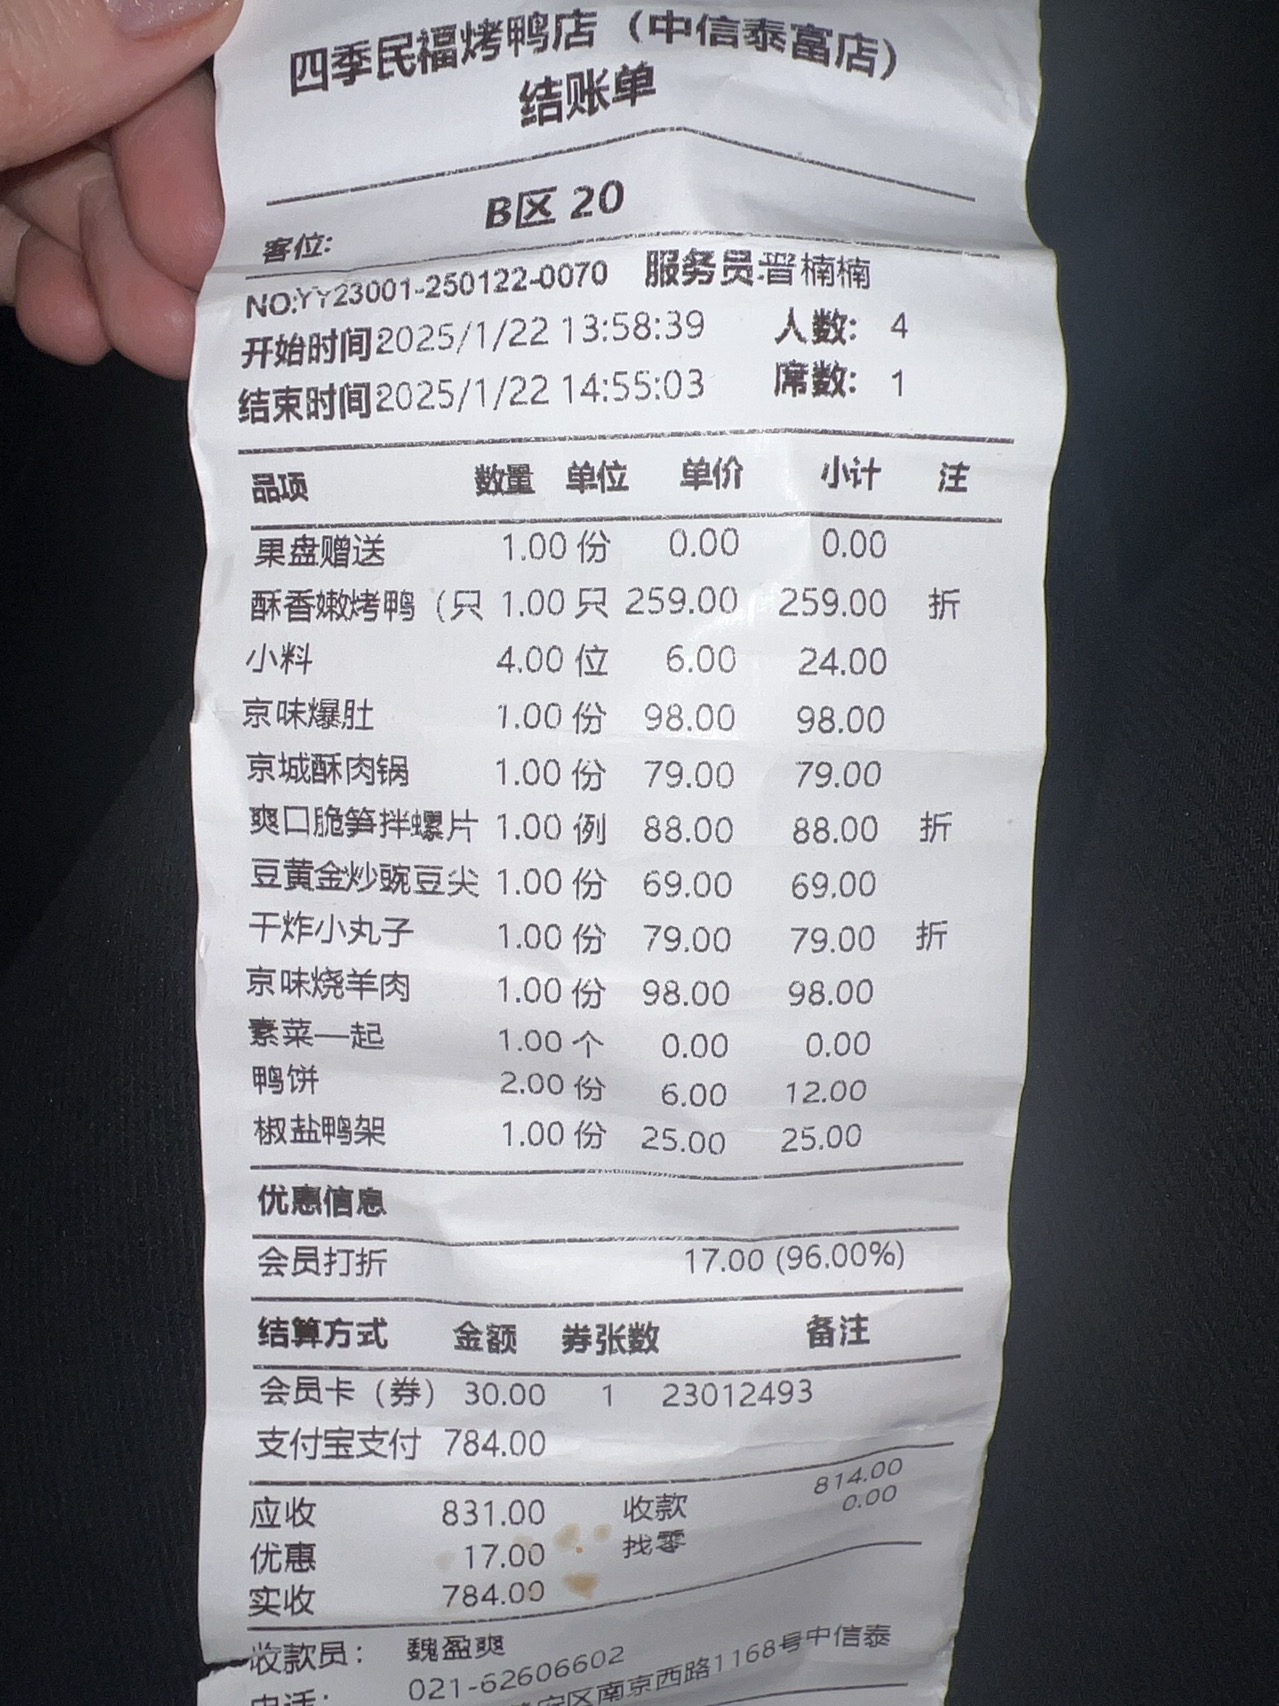 四季民福烤鸭店（中信泰富店）
结账单
B区 20
客位:
NO:YY23001-250122-0070 服务员:晋楠楠
开始时间2025/1/22 13:58:39 人数: 4
结束时间2025/1/22 14:55:03 席数: 1
品项 数量 单位 单价 小计 注
果盘赠送 1.00 份 0.00 0.00
酥香嫩烤鸭（只 1.00 只 259.00 259.00 折
小料 4.00 位 6.00 24.00
京味爆肚 1.00 份 98.00 98.00
京城酥肉锅 1.00 份 79.00 79.00
爽口脆笋拌螺片 1.00 例 88.00 88.00 折
豆黄金炒豌豆尖 1.00 份 69.00 69.00
干炸小丸子 1.00 份 79.00 79.00 折
京味烧羊肉 1.00 份 98.00 98.00
素菜一起 1.00 个 0.00 0.00
鸭饼 2.00 份 6.00 12.00
椒盐鸭架 1.00 份 25.00 25.00
优惠信息
会员打折 17.00 (96.00%)
结算方式 金额 券张数 备注
会员卡（券） 30.00 1 23012493
支付宝支付 784.00
应收 831.00 收款 814.00
优惠 17.00 找零 0.00
实收 784.00
收款员: 魏盈爽
电话: 021-62606602
安区南京西路1168号中信泰